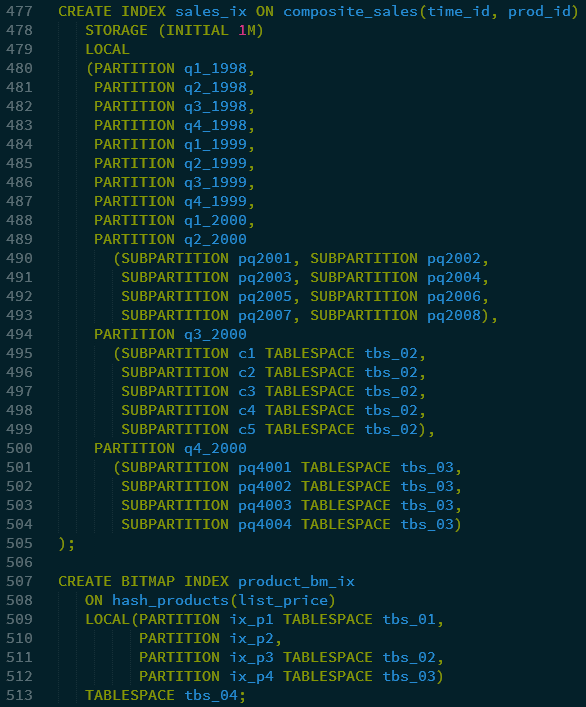 477 CREATE INDEX sales_ix ON composite_sales(time_id, prod_id)
478    STORAGE (INITIAL 1M)
479    LOCAL
480    (PARTITION q1_1998,
481     PARTITION q2_1998,
482     PARTITION q3_1998,
483     PARTITION q4_1998,
484     PARTITION q1_1999,
485     PARTITION q2_1999,
486     PARTITION q3_1999,
487     PARTITION q4_1999,
488     PARTITION q1_2000,
489     PARTITION q2_2000
490       (SUBPARTITION pq2001, SUBPARTITION pq2002,
491        SUBPARTITION pq2003, SUBPARTITION pq2004,
492        SUBPARTITION pq2005, SUBPARTITION pq2006,
493        SUBPARTITION pq2007, SUBPARTITION pq2008),
494     PARTITION q3_2000
495       (SUBPARTITION c1 TABLESPACE tbs_02,
496        SUBPARTITION c2 TABLESPACE tbs_02,
497        SUBPARTITION c3 TABLESPACE tbs_02,
498        SUBPARTITION c4 TABLESPACE tbs_02,
499        SUBPARTITION c5 TABLESPACE tbs_02),
500     PARTITION q4_2000
501       (SUBPARTITION pq4001 TABLESPACE tbs_03,
502        SUBPARTITION pq4002 TABLESPACE tbs_03,
503        SUBPARTITION pq4003 TABLESPACE tbs_03,
504        SUBPARTITION pq4004 TABLESPACE tbs_03)
505 );
506
507 CREATE BITMAP INDEX product_bm_ix
508    ON hash_products(list_price)
509    LOCAL(PARTITION ix_p1 TABLESPACE tbs_01,
510          PARTITION ix_p2,
511          PARTITION ix_p3 TABLESPACE tbs_02,
512          PARTITION ix_p4 TABLESPACE tbs_03)
513    TABLESPACE tbs_04;